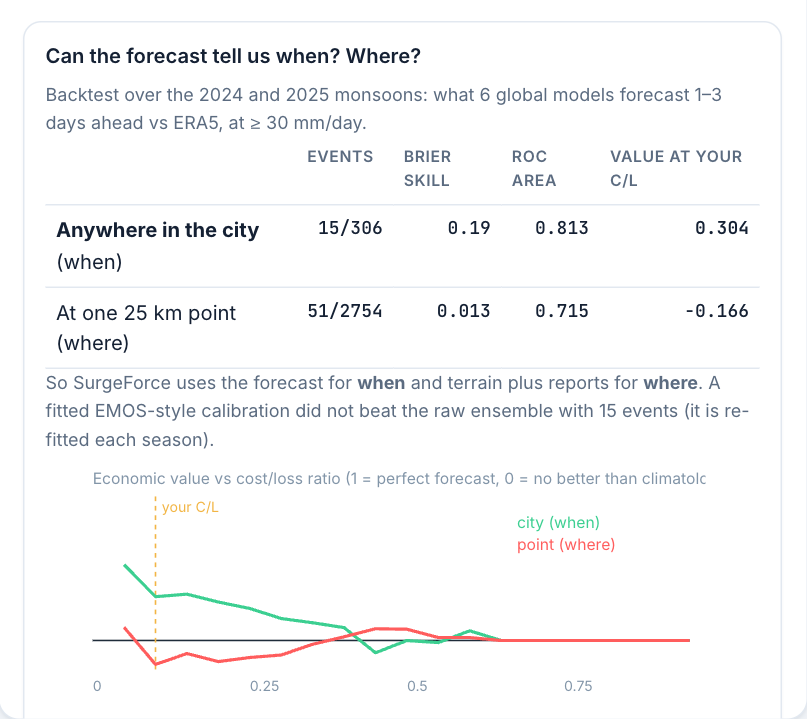 Can the forecast tell us when? Where?
Backtest over the 2024 and 2025 monsoons: what 6 global models forecast 1–3
days ahead vs ERA5, at ≥ 30 mm/day.
EVENTS BRIER SKILL ROC AREA VALUE AT YOUR C/L
Anywhere in the city (when) 15/306 0.19 0.813 0.304
At one 25 km point (where) 51/2754 0.013 0.715 -0.166
So SurgeForce uses the forecast for when and terrain plus reports for where. A
fitted EMOS-style calibration did not beat the raw ensemble with 15 events (it is re-
fitted each season).
Economic value vs cost/loss ratio (1 = perfect forecast, 0 = no better than climatolo
your C/L
city (when)
point (where)
0 0.25 0.5 0.75